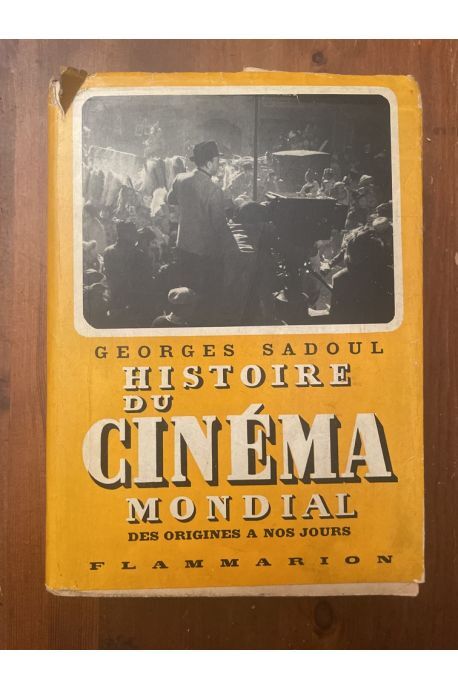 GEORGES SADOUL
HISTOIRE
DU
CINÉMA
MONDIAL
DES ORIGINES A NOS JOURS
FLAMMARION